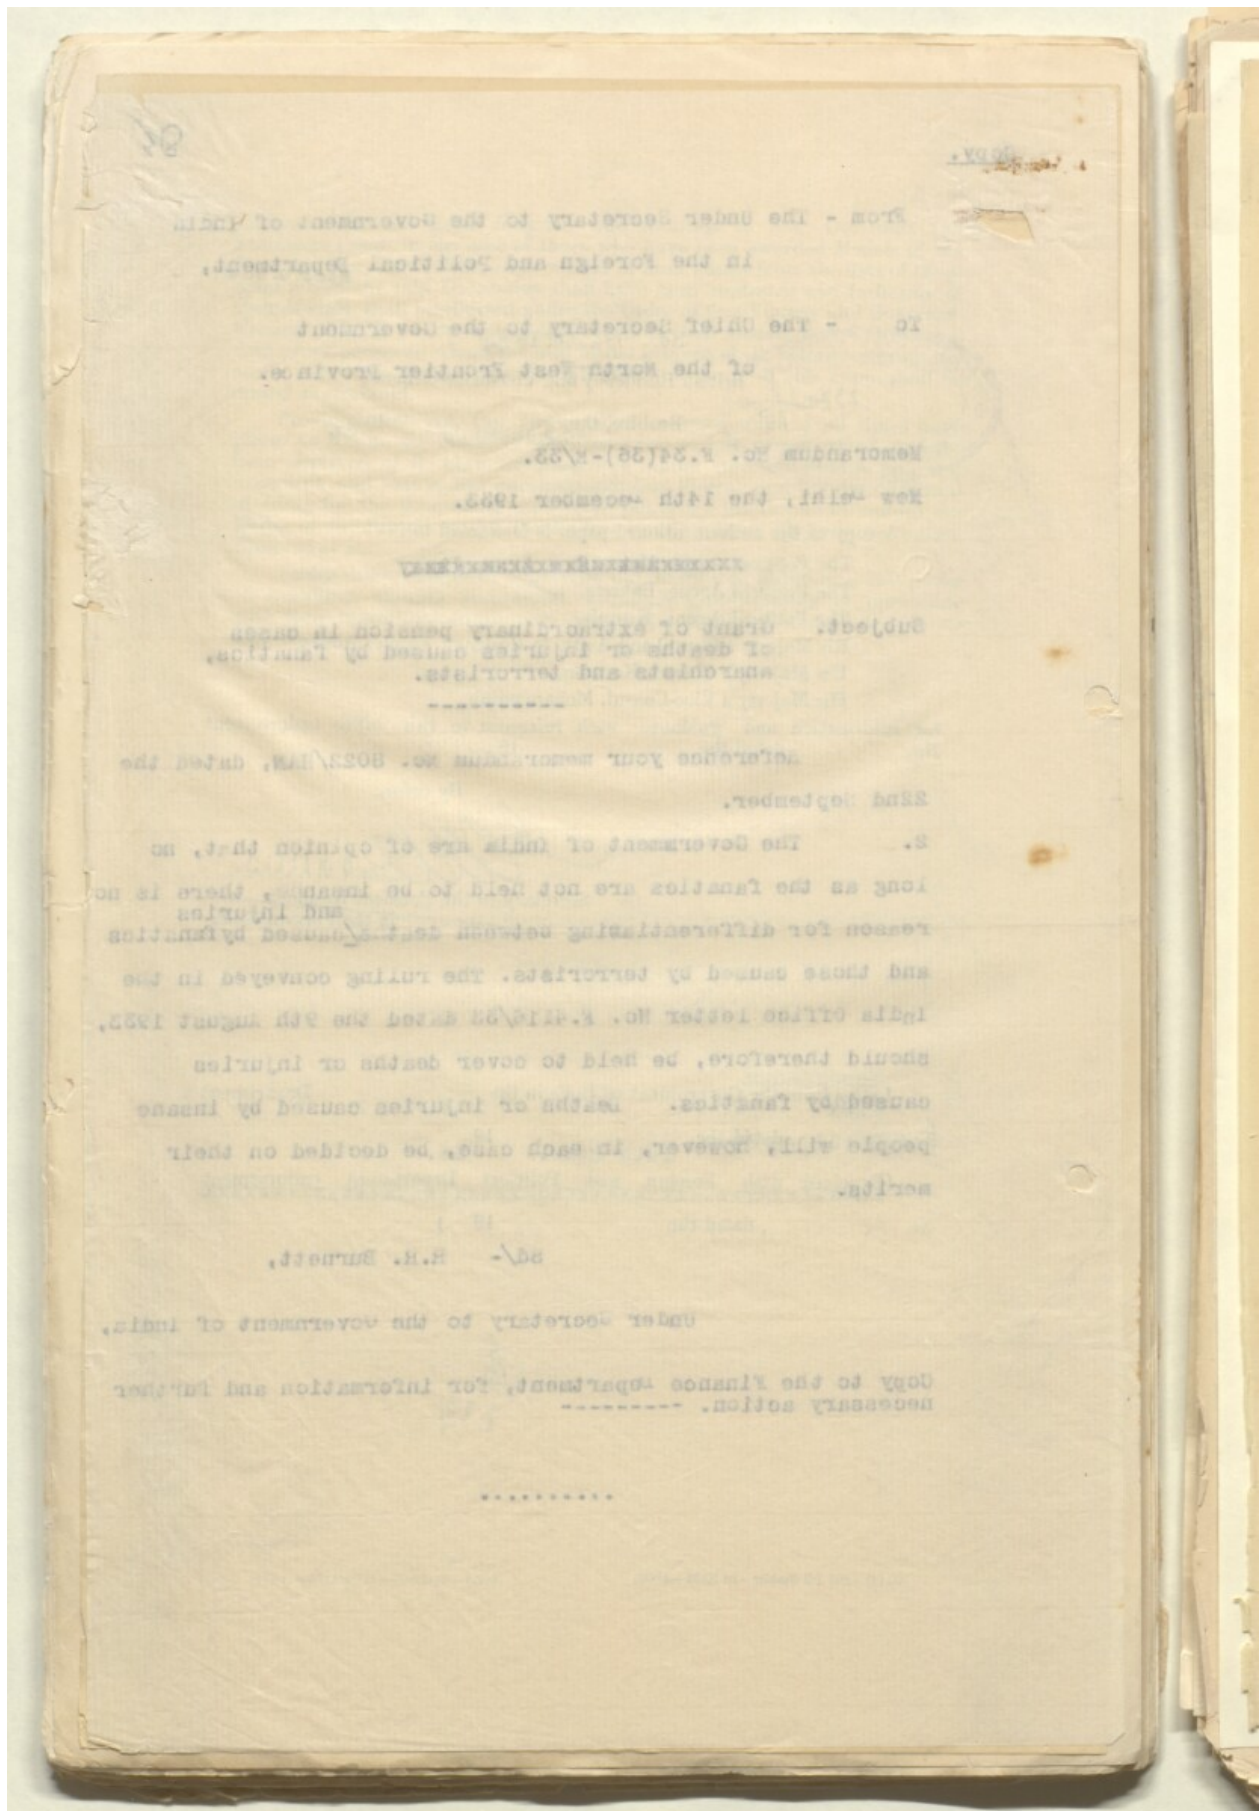 Copy.
From - The Under Secretary to the Government of India
in the Foreign and Political Department,
To - The Chief Secretary to the Government
of the North West Frontier Province.
Memorandum No. F.34(36)-E/33.
New Delhi, the 14th December 1933.
Subject. Grant of extraordinary pension in cases
of deaths or injuries caused by fanatics,
anarchists and terrorists.
----------
Reference your memorandum No. 8022/ dated the
22nd September.
2. The Government of India are of opinion that, so
long as the fanatics are not held to be insane, there is no
and injuries
reason for differentiating between deaths/caused by fanatics
and those caused by terrorists. The ruling conveyed in the
India Office letter No. dated the 9th August 1933,
should therefore, be held to cover deaths or injuries
caused by fanatics. Deaths or injuries caused by insane
people will, however, in each case, be decided on their
merits.
Sd/- R.R. Burnett,
Under Secretary to the Government of India.
Copy to the Finance Department, for information and further
necessary action. ---------
..........